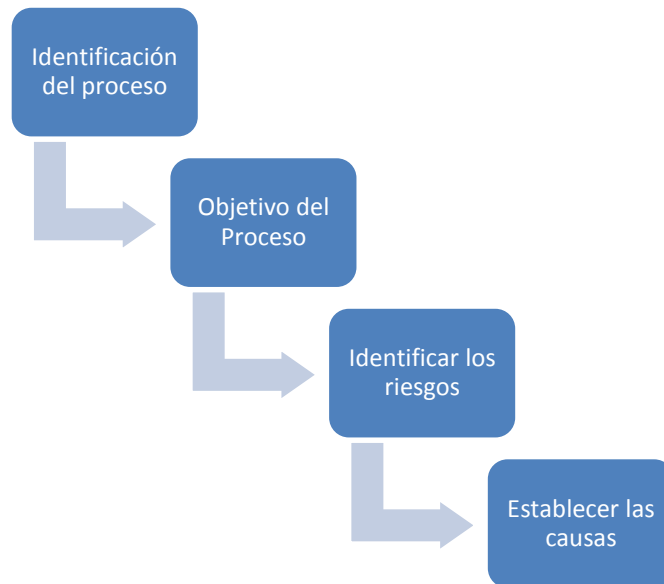 Identificación
del proceso
Objetivo del
Proceso
Identificar los
riesgos
Establecer las
causas